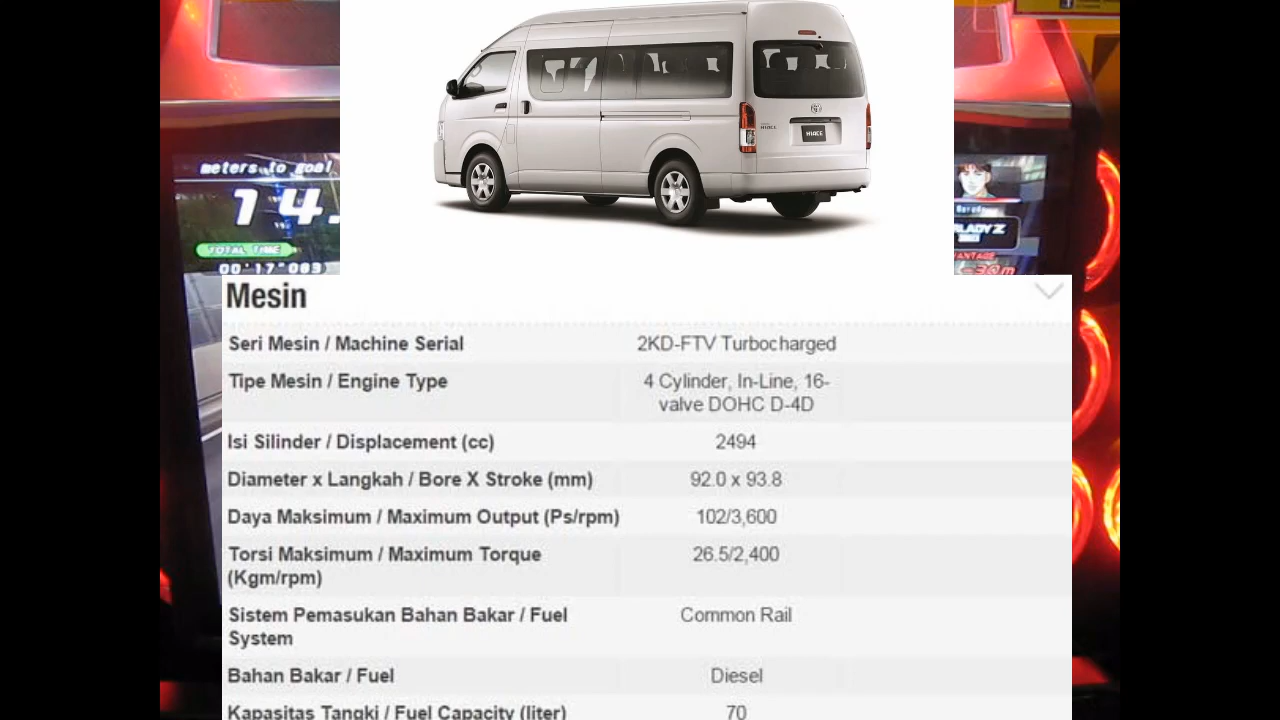 meters to goal
14.
TOTAL TIME
00'17"083
HIACE
HIACE
LADY Z
-30m
Mesin
Seri Mesin / Machine Serial 2KD-FTV Turbocharged
Tipe Mesin / Engine Type 4 Cylinder, In-Line, 16-
valve DOHC D-4D
Isi Silinder / Displacement (cc) 2494
Diameter x Langkah / Bore X Stroke (mm) 92.0 x 93.8
Daya Maksimum / Maximum Output (Ps/rpm) 102/3,600
Torsi Maksimum / Maximum Torque 26.5/2,400
(Kgm/rpm)
Sistem Pemasukan Bahan Bakar / Fuel Common Rail
System
Bahan Bakar / Fuel Diesel
Kapasitas Tangki / Fuel Capacity (liter) 70